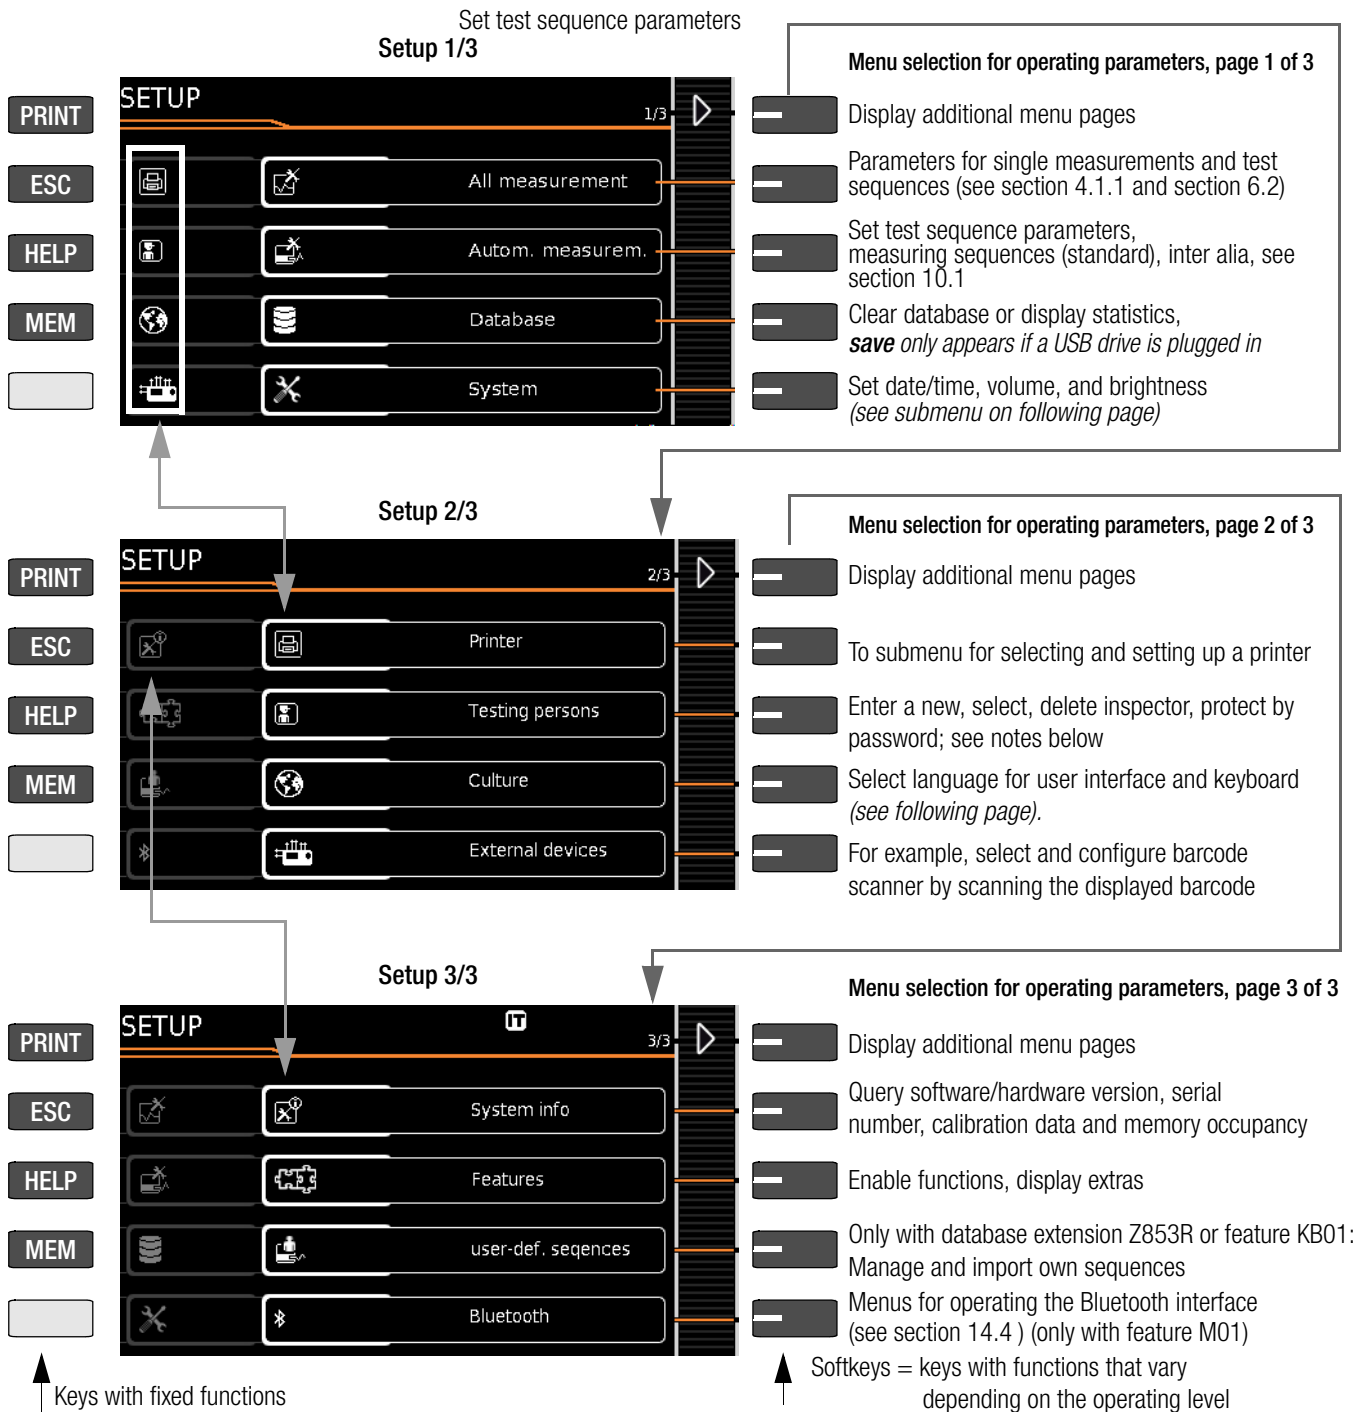 Set test sequence parameters
Setup 1/3
Menu selection for operating parameters, page 1 of 3
SETUP
1/3
PRINT
Display additional menu pages
ESC
All measurement
Parameters for single measurements and test
sequences (see section 4.1.1 and section 6.2)
HELP
Autom. measurem.
Set test sequence parameters,
measuring sequences (standard), inter alia, see
section 10.1
MEM
Database
Clear database or display statistics,
save only appears if a USB drive is plugged in
System
Set date/time, volume, and brightness
(see submenu on following page)
Setup 2/3
Menu selection for operating parameters, page 2 of 3
SETUP
2/3
PRINT
Display additional menu pages
ESC
Printer
To submenu for selecting and setting up a printer
HELP
Testing persons
Enter a new, select, delete inspector, protect by
password; see notes below
MEM
Culture
Select language for user interface and keyboard
(see following page).
External devices
For example, select and configure barcode
scanner by scanning the displayed barcode
Setup 3/3
Menu selection for operating parameters, page 3 of 3
SETUP
IT
3/3
PRINT
Display additional menu pages
ESC
System info
Query software/hardware version, serial
number, calibration data and memory occupancy
HELP
Features
Enable functions, display extras
MEM
user-def. seqences
Only with database extension Z853R or feature KB01:
Manage and import own sequences
Bluetooth
Menus for operating the Bluetooth interface
(see section 14.4 ) (only with feature M01)
Keys with fixed functions
Softkeys = keys with functions that vary
depending on the operating level